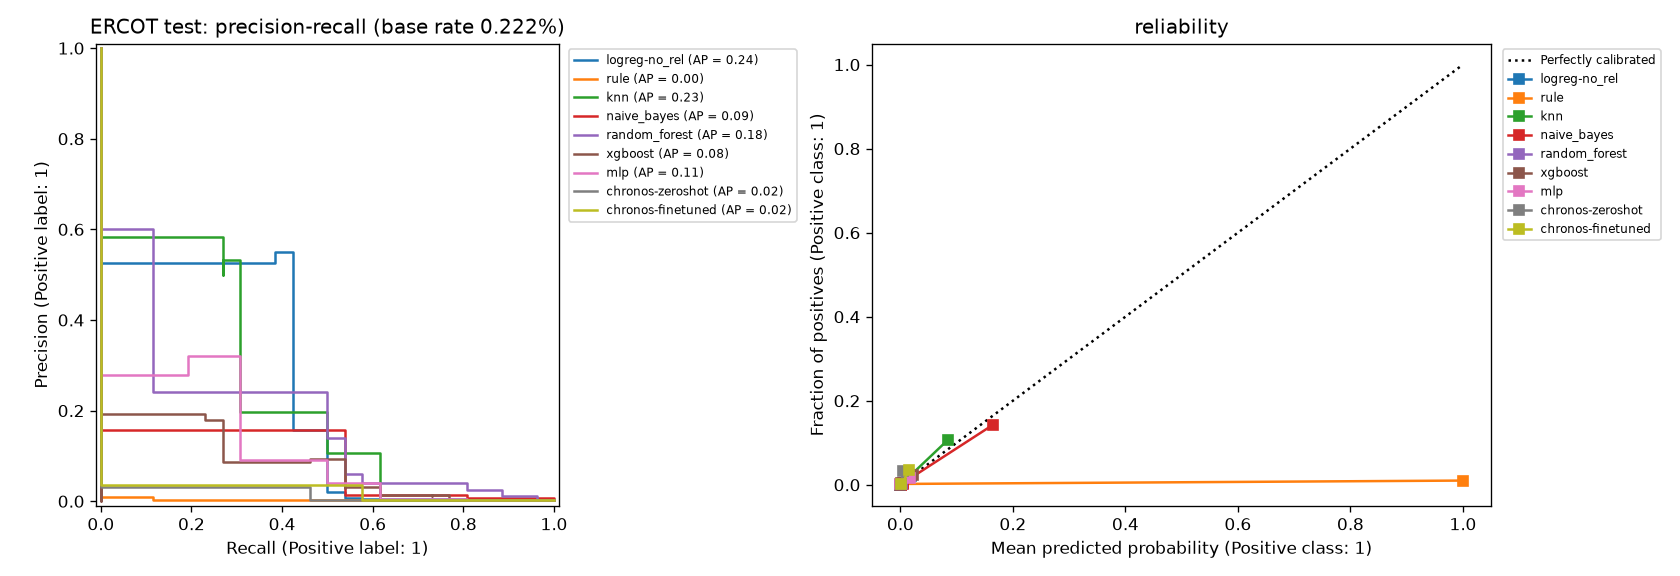 ERCOT test: precision-recall (base rate 0.222%)
1.0
0.8
0.6
0.4
0.2
0.0
Precision (Positive label: 1)
0.0 0.2 0.4 0.6 0.8 1.0
Recall (Positive label: 1)
logreg-no_rel (AP = 0.24)
rule (AP = 0.00)
knn (AP = 0.23)
naive_bayes (AP = 0.09)
random_forest (AP = 0.18)
xgboost (AP = 0.08)
mlp (AP = 0.11)
chronos-zeroshot (AP = 0.02)
chronos-finetuned (AP = 0.02)
reliability
1.0
0.8
0.6
0.4
0.2
0.0
Fraction of positives (Positive class: 1)
0.0 0.2 0.4 0.6 0.8 1.0
Mean predicted probability (Positive class: 1)
Perfectly calibrated
logreg-no_rel
rule
knn
naive_bayes
random_forest
xgboost
mlp
chronos-zeroshot
chronos-finetuned